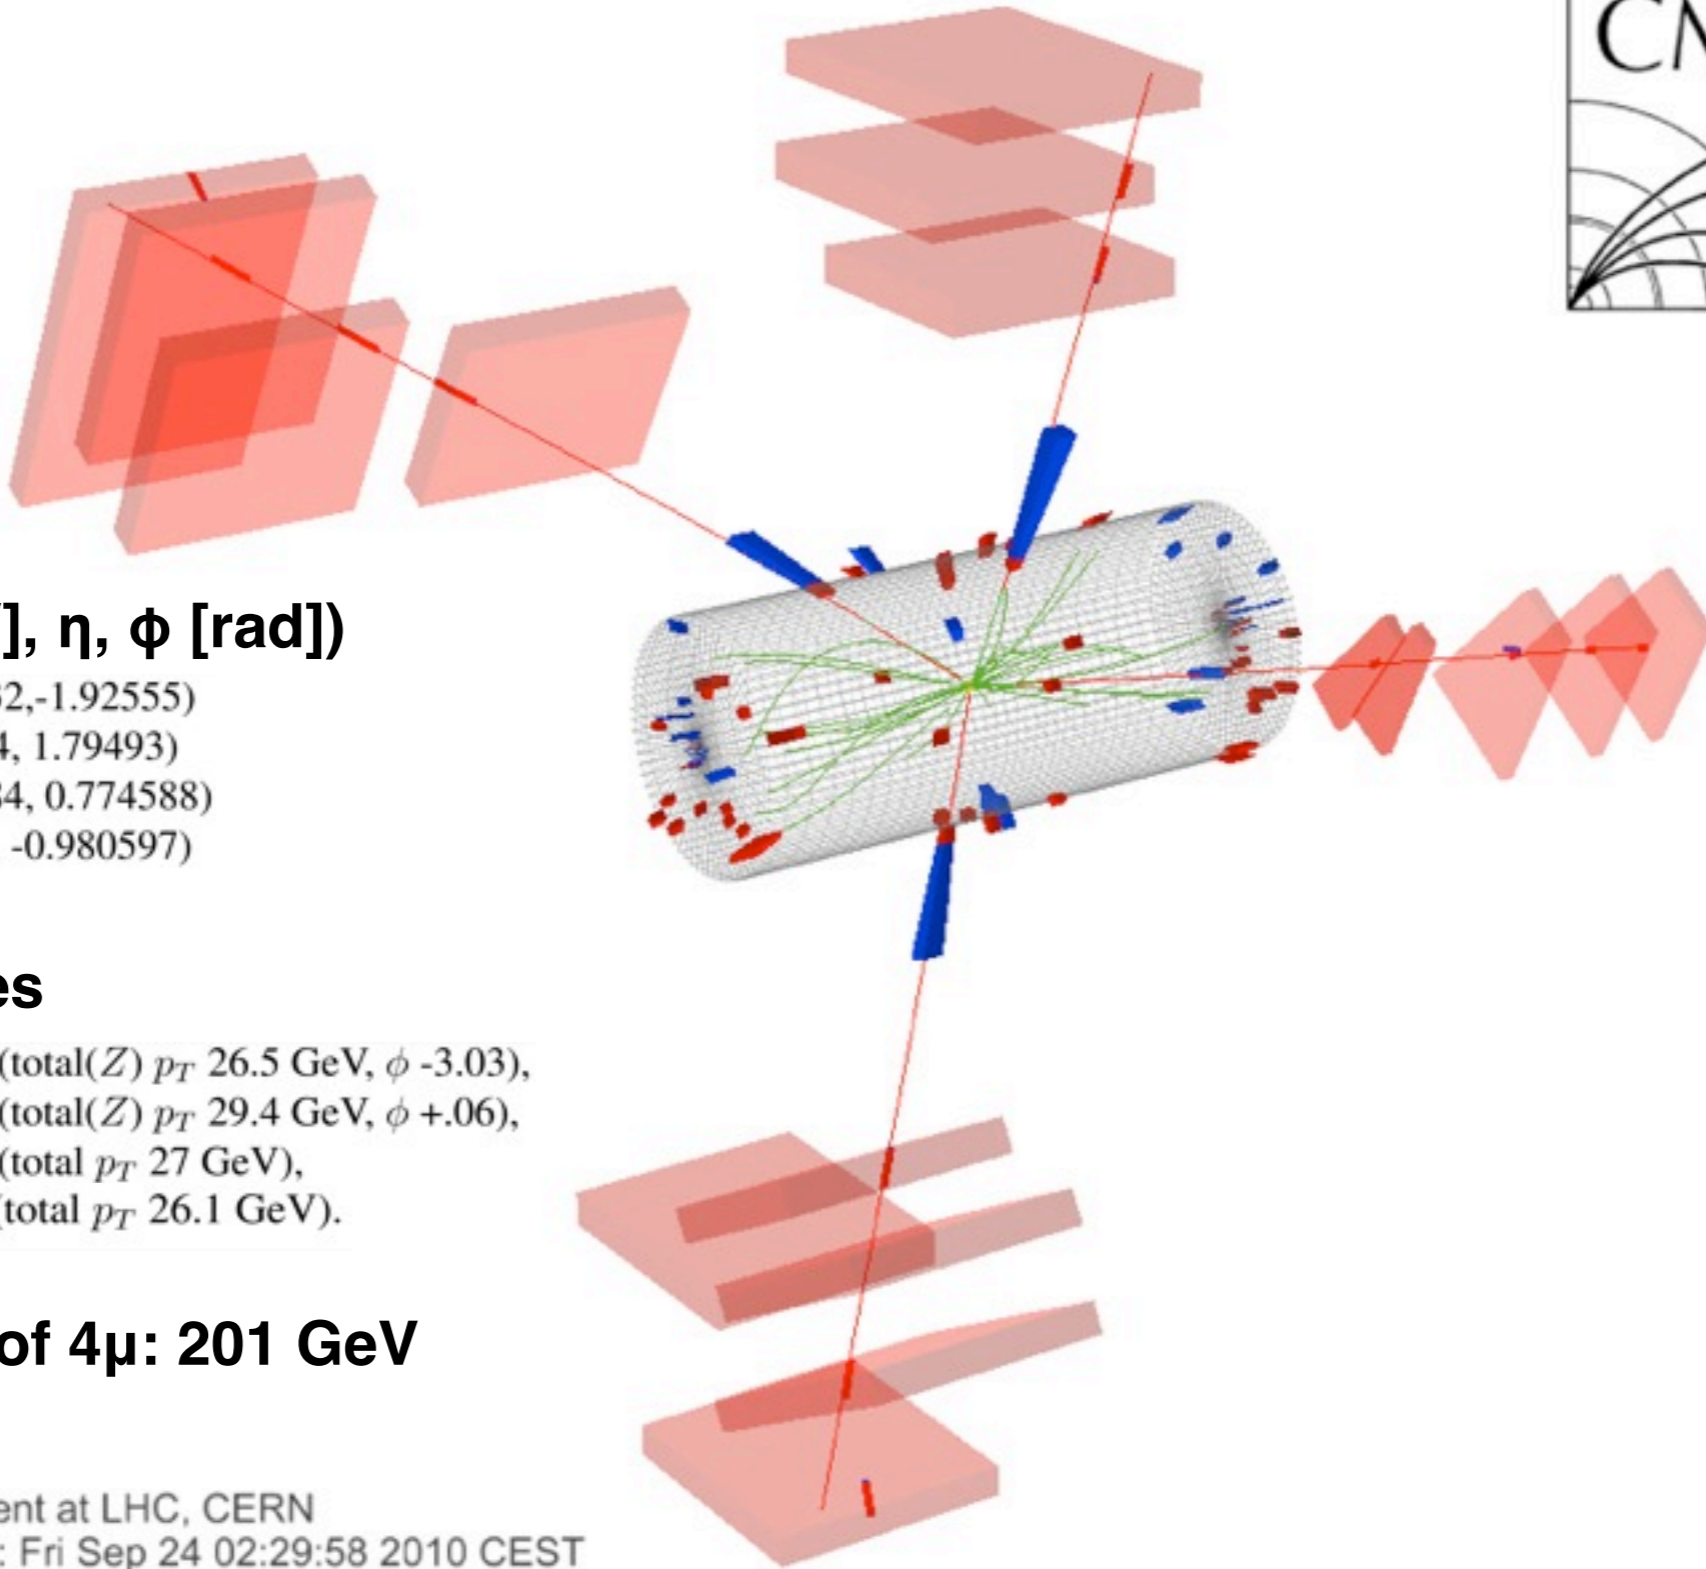 CM
], η, ϕ [rad])
32,-1.92555)
4, 1.79493)
34, 0.774588)
-0.980597)
es
(total(Z) pT 26.5 GeV, ϕ -3.03),
(total(Z) pT 29.4 GeV, ϕ +.06),
(total pT 27 GeV),
(total pT 26.1 GeV).
of 4μ: 201 GeV
ent at LHC, CERN
: Fri Sep 24 02:29:58 2010 CEST